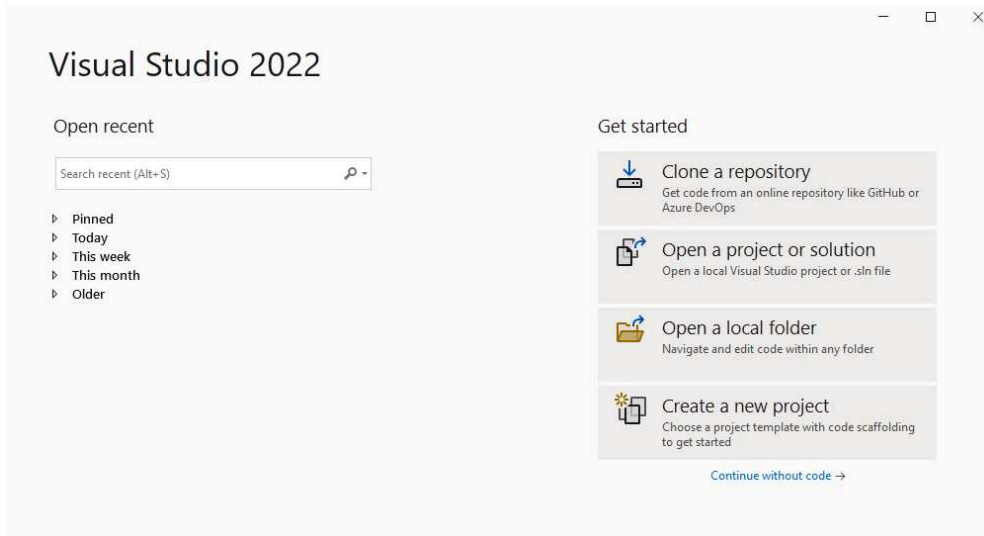 Visual Studio 2022
Open recent
Search recent (Alt+S)
Pinned
Today
This week
This month
Older
Get started
Clone a repository
Get code from an online repository like GitHub or
Azure DevOps
Open a project or solution
Open a local Visual Studio project or .sln file
Open a local folder
Navigate and edit code within any folder
Create a new project
Choose a project template with code scaffolding
to get started
Continue without code →